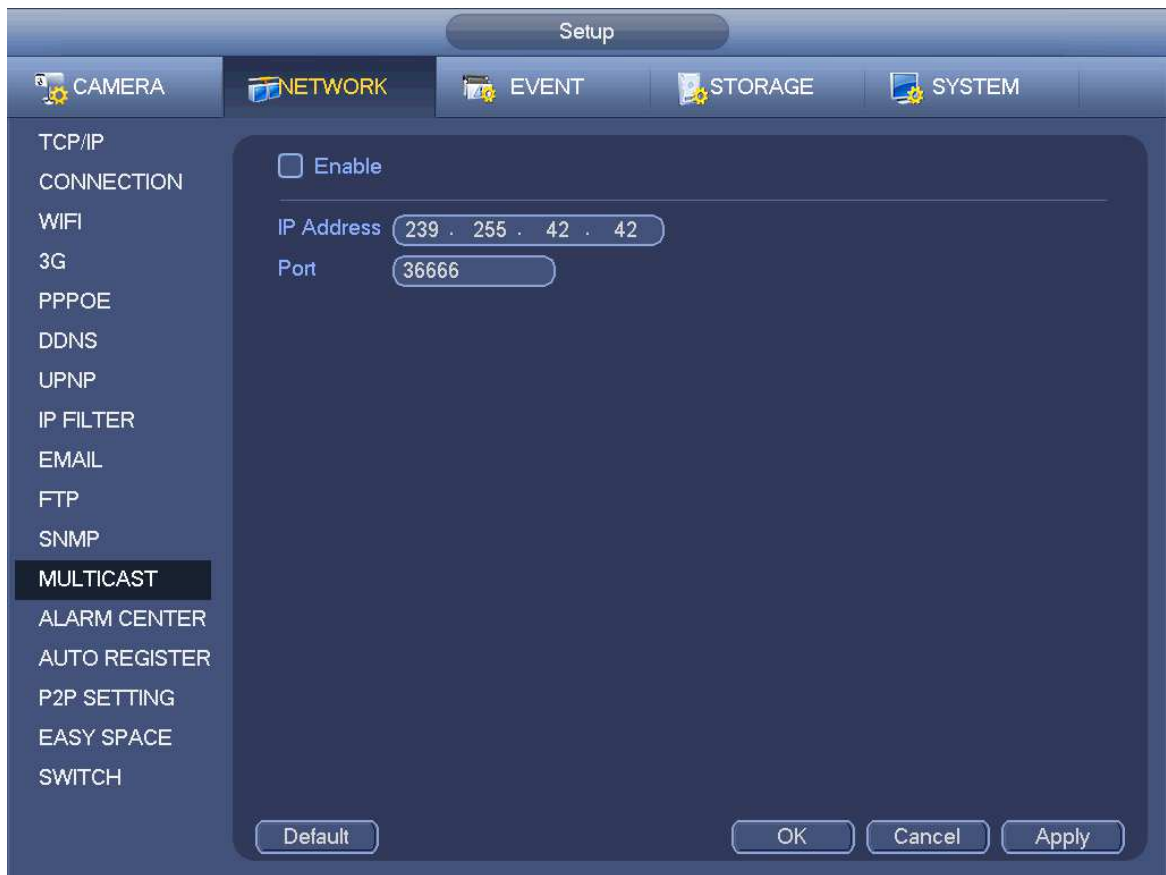 Setup
CAMERA NETWORK EVENT STORAGE SYSTEM
TCP/IP
CONNECTION
WIFI
3G
PPPOE
DDNS
UPNP
IP FILTER
EMAIL
FTP
SNMP
MULTICAST
ALARM CENTER
AUTO REGISTER
P2P SETTING
EASY SPACE
SWITCH
Enable
IP Address 239 . 255 . 42 . 42
Port 36666
Default OK Cancel Apply